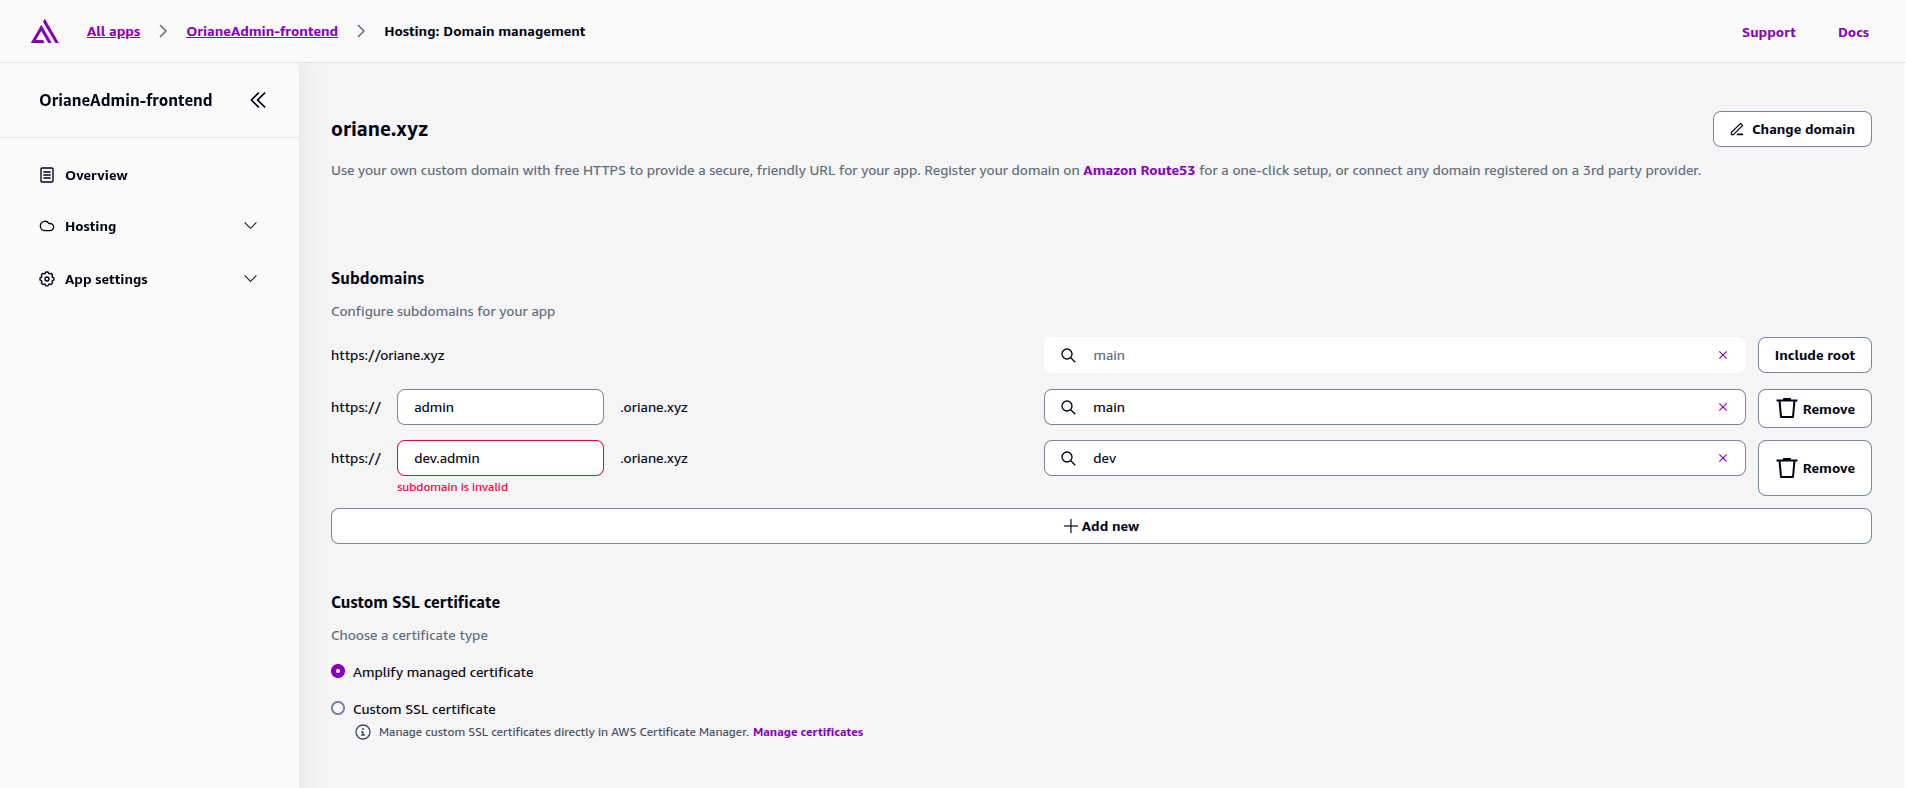 All apps > OrianeAdmin-frontend > Hosting: Domain management
Support Docs
OrianeAdmin-frontend
Overview
Hosting
App settings
oriane.xyz
Change domain
Use your own custom domain with free HTTPS to provide a secure, friendly URL for your app. Register your domain on Amazon Route53 for a one-click setup, or connect any domain registered on a 3rd party provider.
Subdomains
Configure subdomains for your app
https://oriane.xyz main Include root
https:// admin .oriane.xyz main Remove
https:// dev.admin .oriane.xyz dev Remove
subdomain is invalid
Add new
Custom SSL certificate
Choose a certificate type
Amplify managed certificate
Custom SSL certificate
Manage custom SSL certificates directly in AWS Certificate Manager. Manage certificates